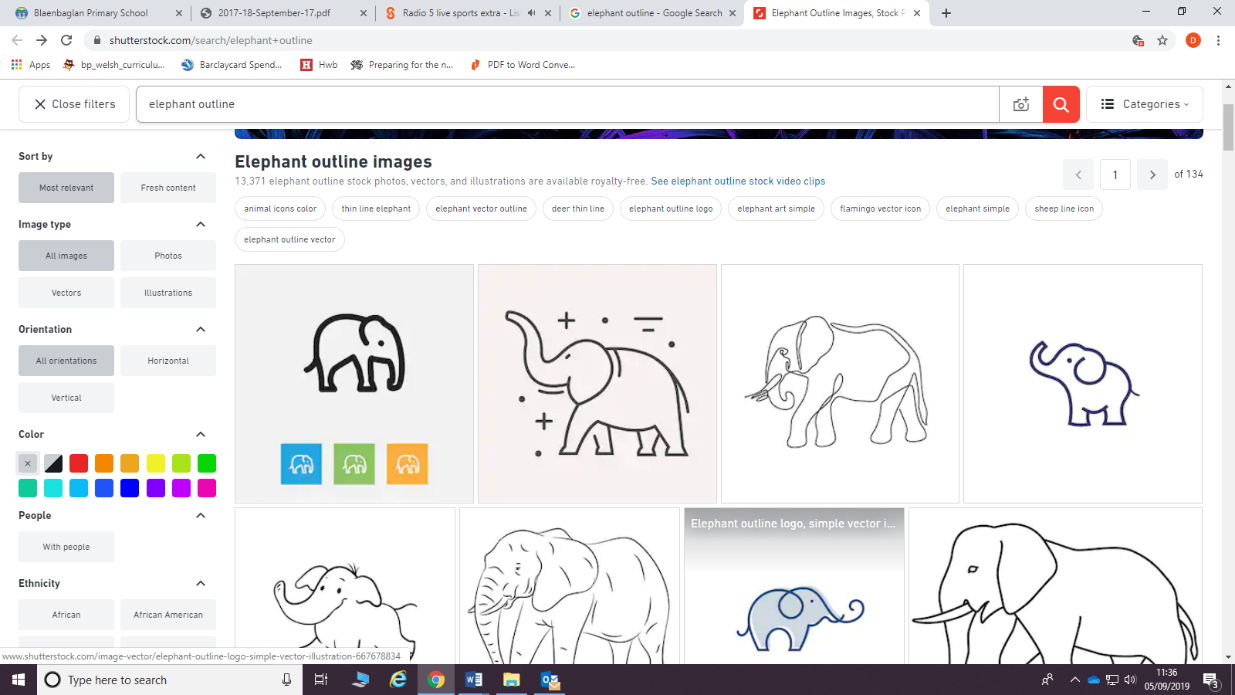 Blaenbaglan Primary School
2017-18-September-17.pdf
Radio 5 live sports extra - Lis
elephant outline - Google Search
Elephant Outline Images, Stock P
shutterstock.com/search/elephant+outline
D
Apps
bp_welsh_curriculu...
Barclaycard Spend...
H
Hwb
Preparing for the n...
PDF to Word Conve...
Close filters
elephant outline
Categories
Sort by
Most relevant
Fresh content
Image type
All images
Photos
Vectors
Illustrations
Orientation
All orientations
Horizontal
Vertical
Color
People
With people
Ethnicity
African
African American
Elephant outline images
1
of 134
13,371 elephant outline stock photos, vectors, and illustrations are available royalty-free. See elephant outline stock video clips
animal icons color
thin line elephant
elephant vector outline
deer thin line
elephant outline logo
elephant art simple
flamingo vector icon
elephant simple
sheep line icon
elephant outline vector
Elephant outline logo, simple vector i...
www.shutterstock.com/image-vector/elephant-outline-logo-simple-vector-illustration-667678834
Type here to search
11:36
05/09/2019
3